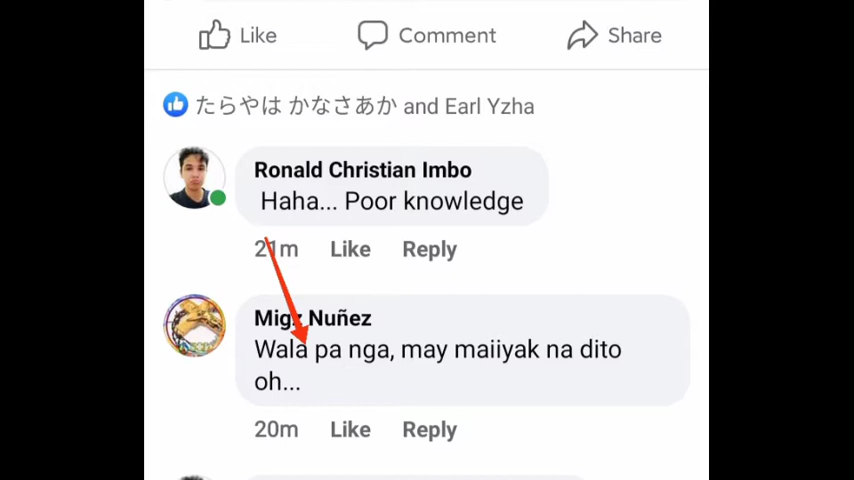 Like Comment Share
たらやは かなさあか and Earl Yzha
Ronald Christian Imbo
Haha... Poor knowledge
21m Like Reply
Migz Nuñez
Wala pa nga, may maiiyak na dito
oh...
20m Like Reply